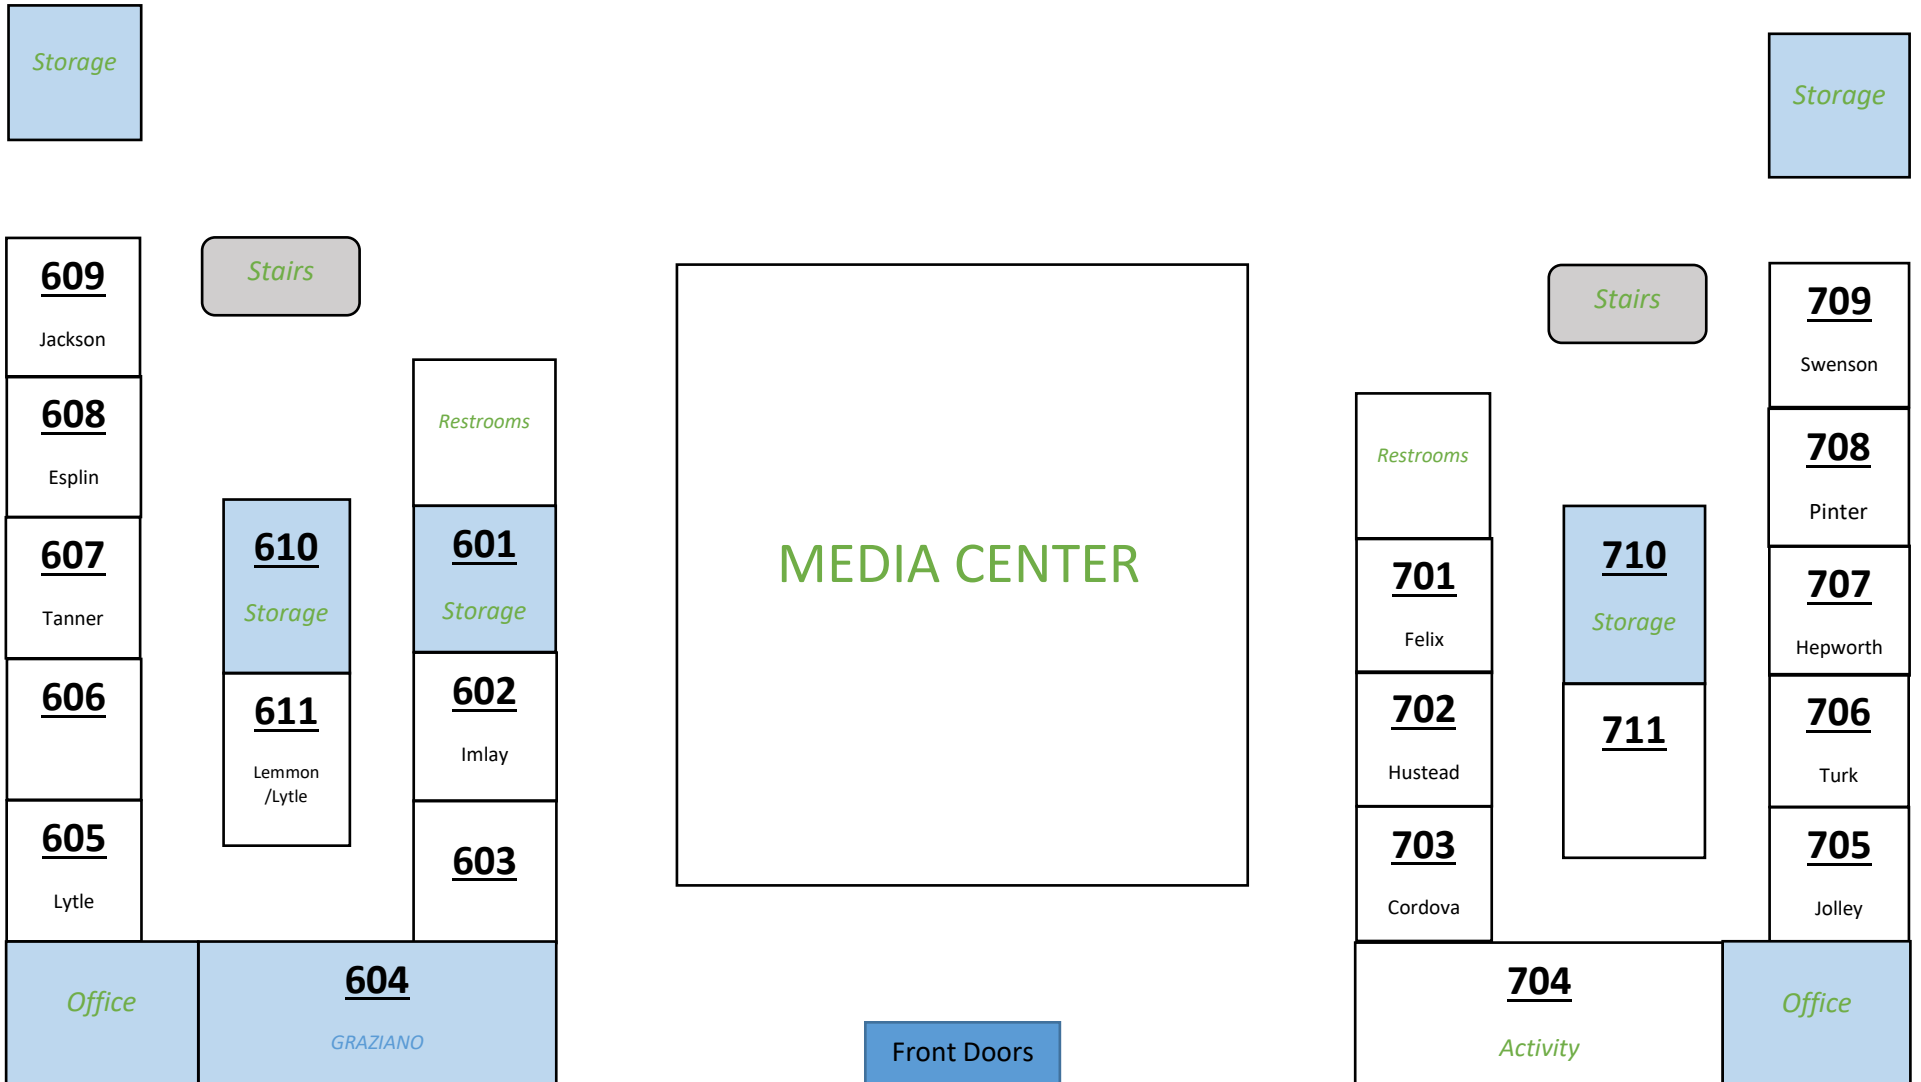 Storage
Storage
609
Jackson
Stairs
Stairs
709
Swenson
608
Esplin
Restrooms
Restrooms
708
Pinter
607
Tanner
610
Storage
601
Storage
MEDIA CENTER
701
Felix
710
Storage
707
Hepworth
606
611
Lemmon
/Lytle
602
Imlay
702
Hustead
711
706
Turk
605
Lytle
603
703
Cordova
705
Jolley
Office
604
GRAZIANO
Front Doors
704
Activity
Office